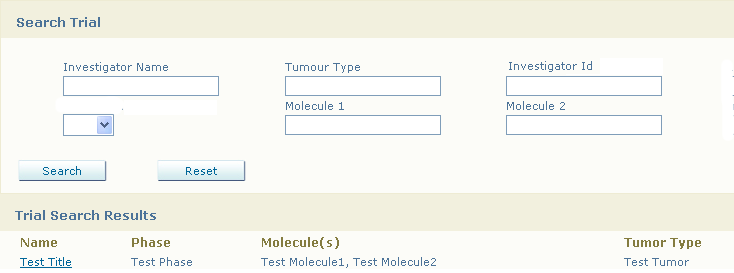 Search Trial
Investigator Name Tumour Type Investigator Id
Molecule 1 Molecule 2
Search Reset
Trial Search Results
Name Phase Molecule(s) Tumor Type
Test Title Test Phase Test Molecule1, Test Molecule2 Test Tumor